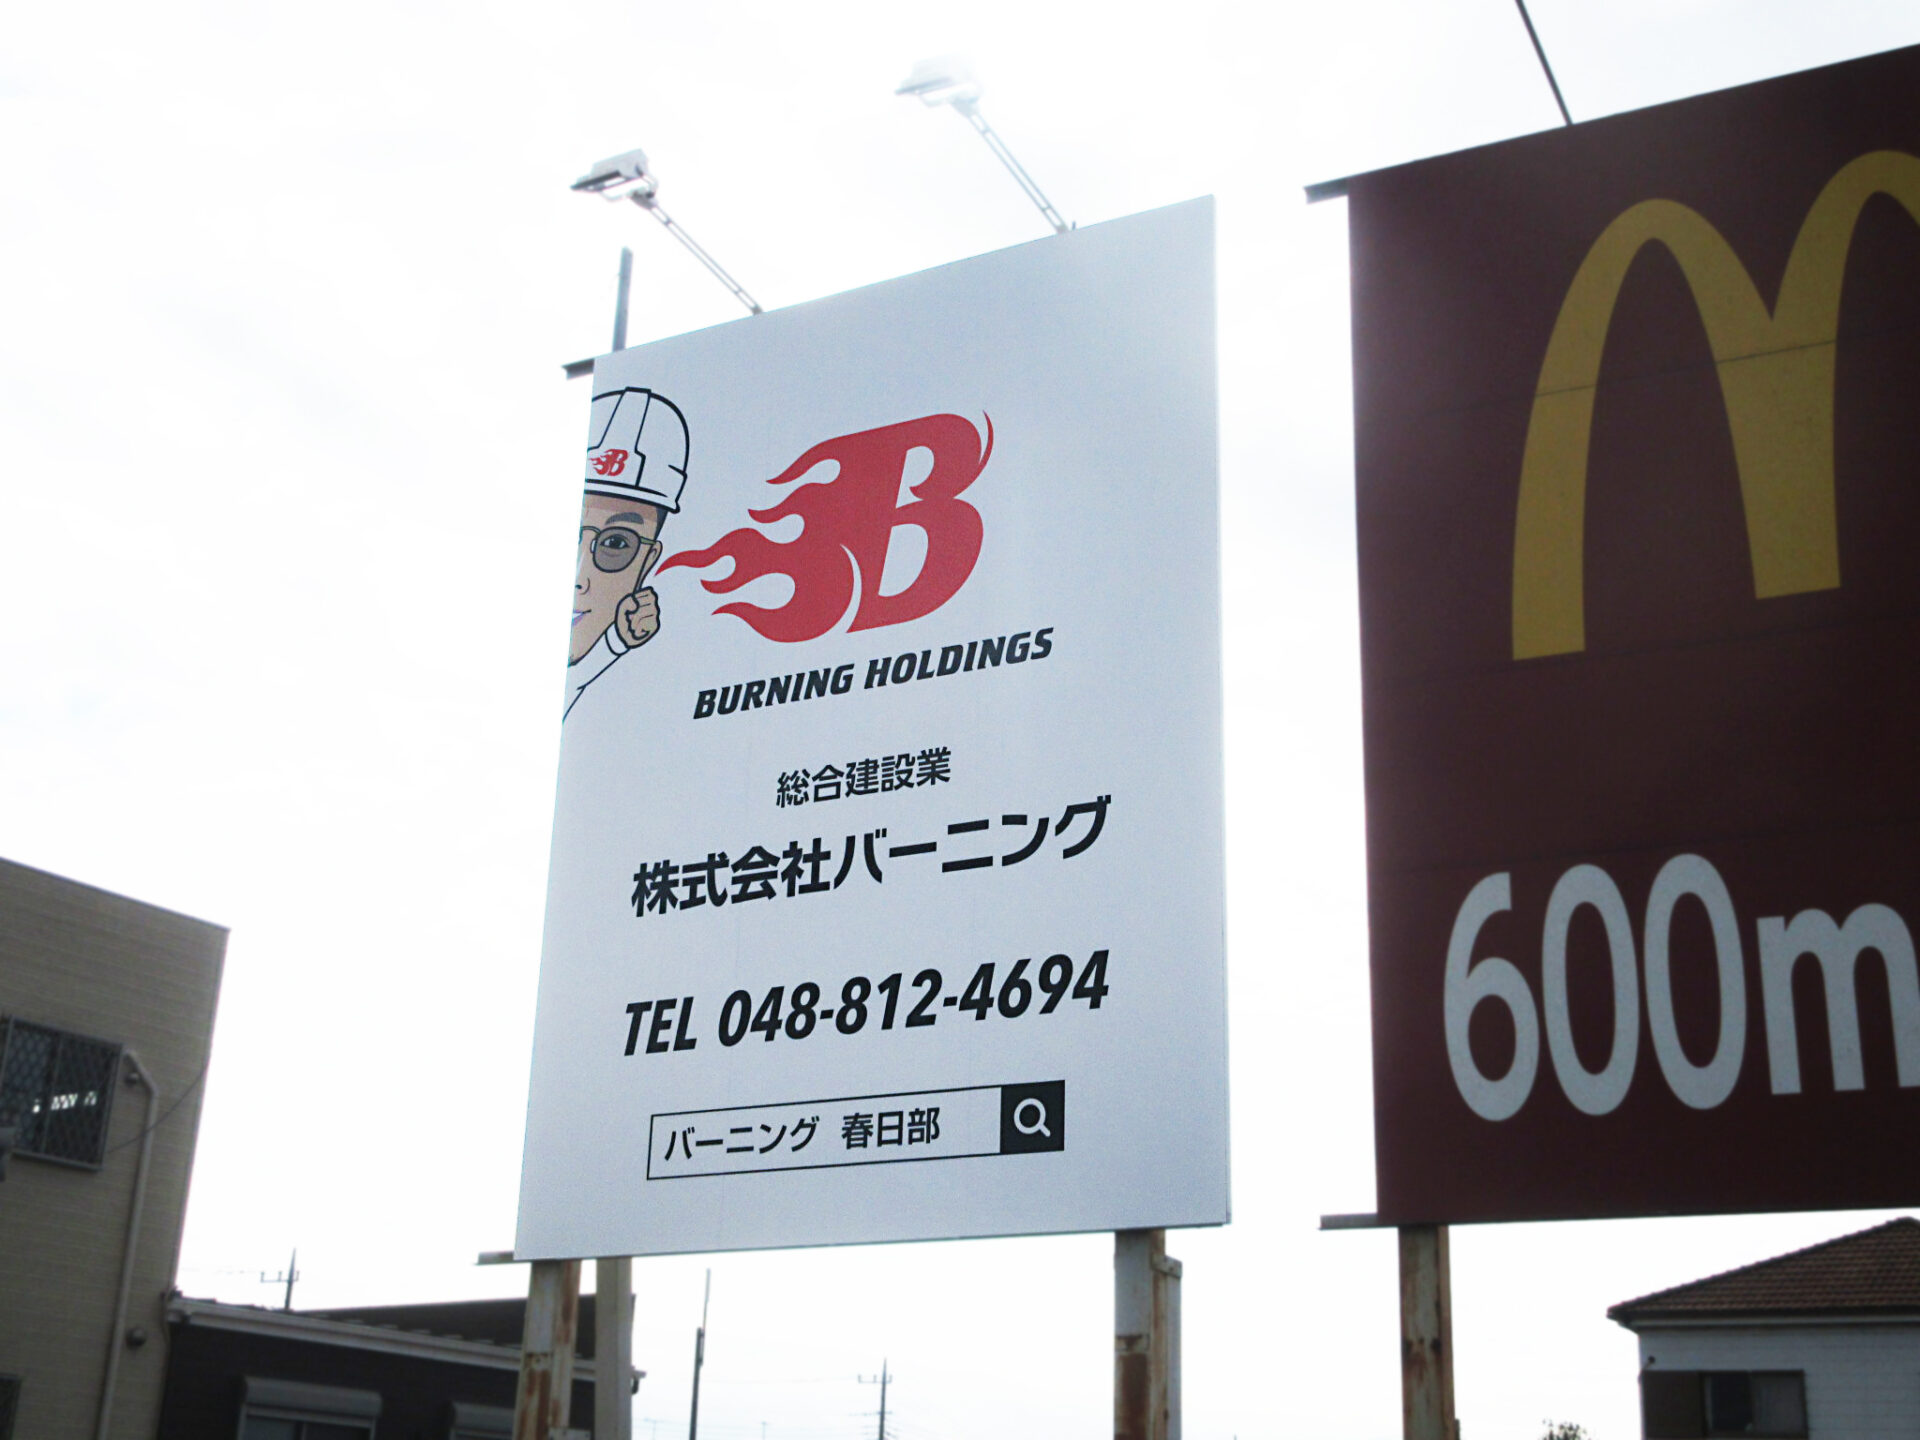 B
B
BURNING HOLDINGS
総合建設業
株式会社バーニング
TEL 048-812-4694
バーニング 春日部
600m